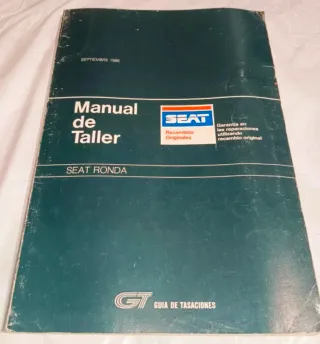 SEPTIEMBRE 1985
Manual
de
Taller
SEAT
Recambios
Originales
Garantía en
las reparaciones
utilizando
recambio original
SEAT RONDA
GT GUIA DE TASACIONES